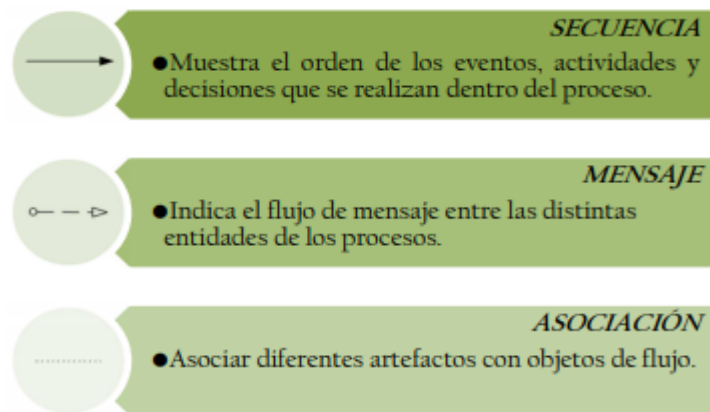 SECUENCIA
●Muestra el orden de los eventos, actividades y
decisiones que se realizan dentro del proceso.
MENSAJE
●Indica el flujo de mensaje entre las distintas
entidades de los procesos.
ASOCIACIÓN
●Asociar diferentes artefactos con objetos de flujo.